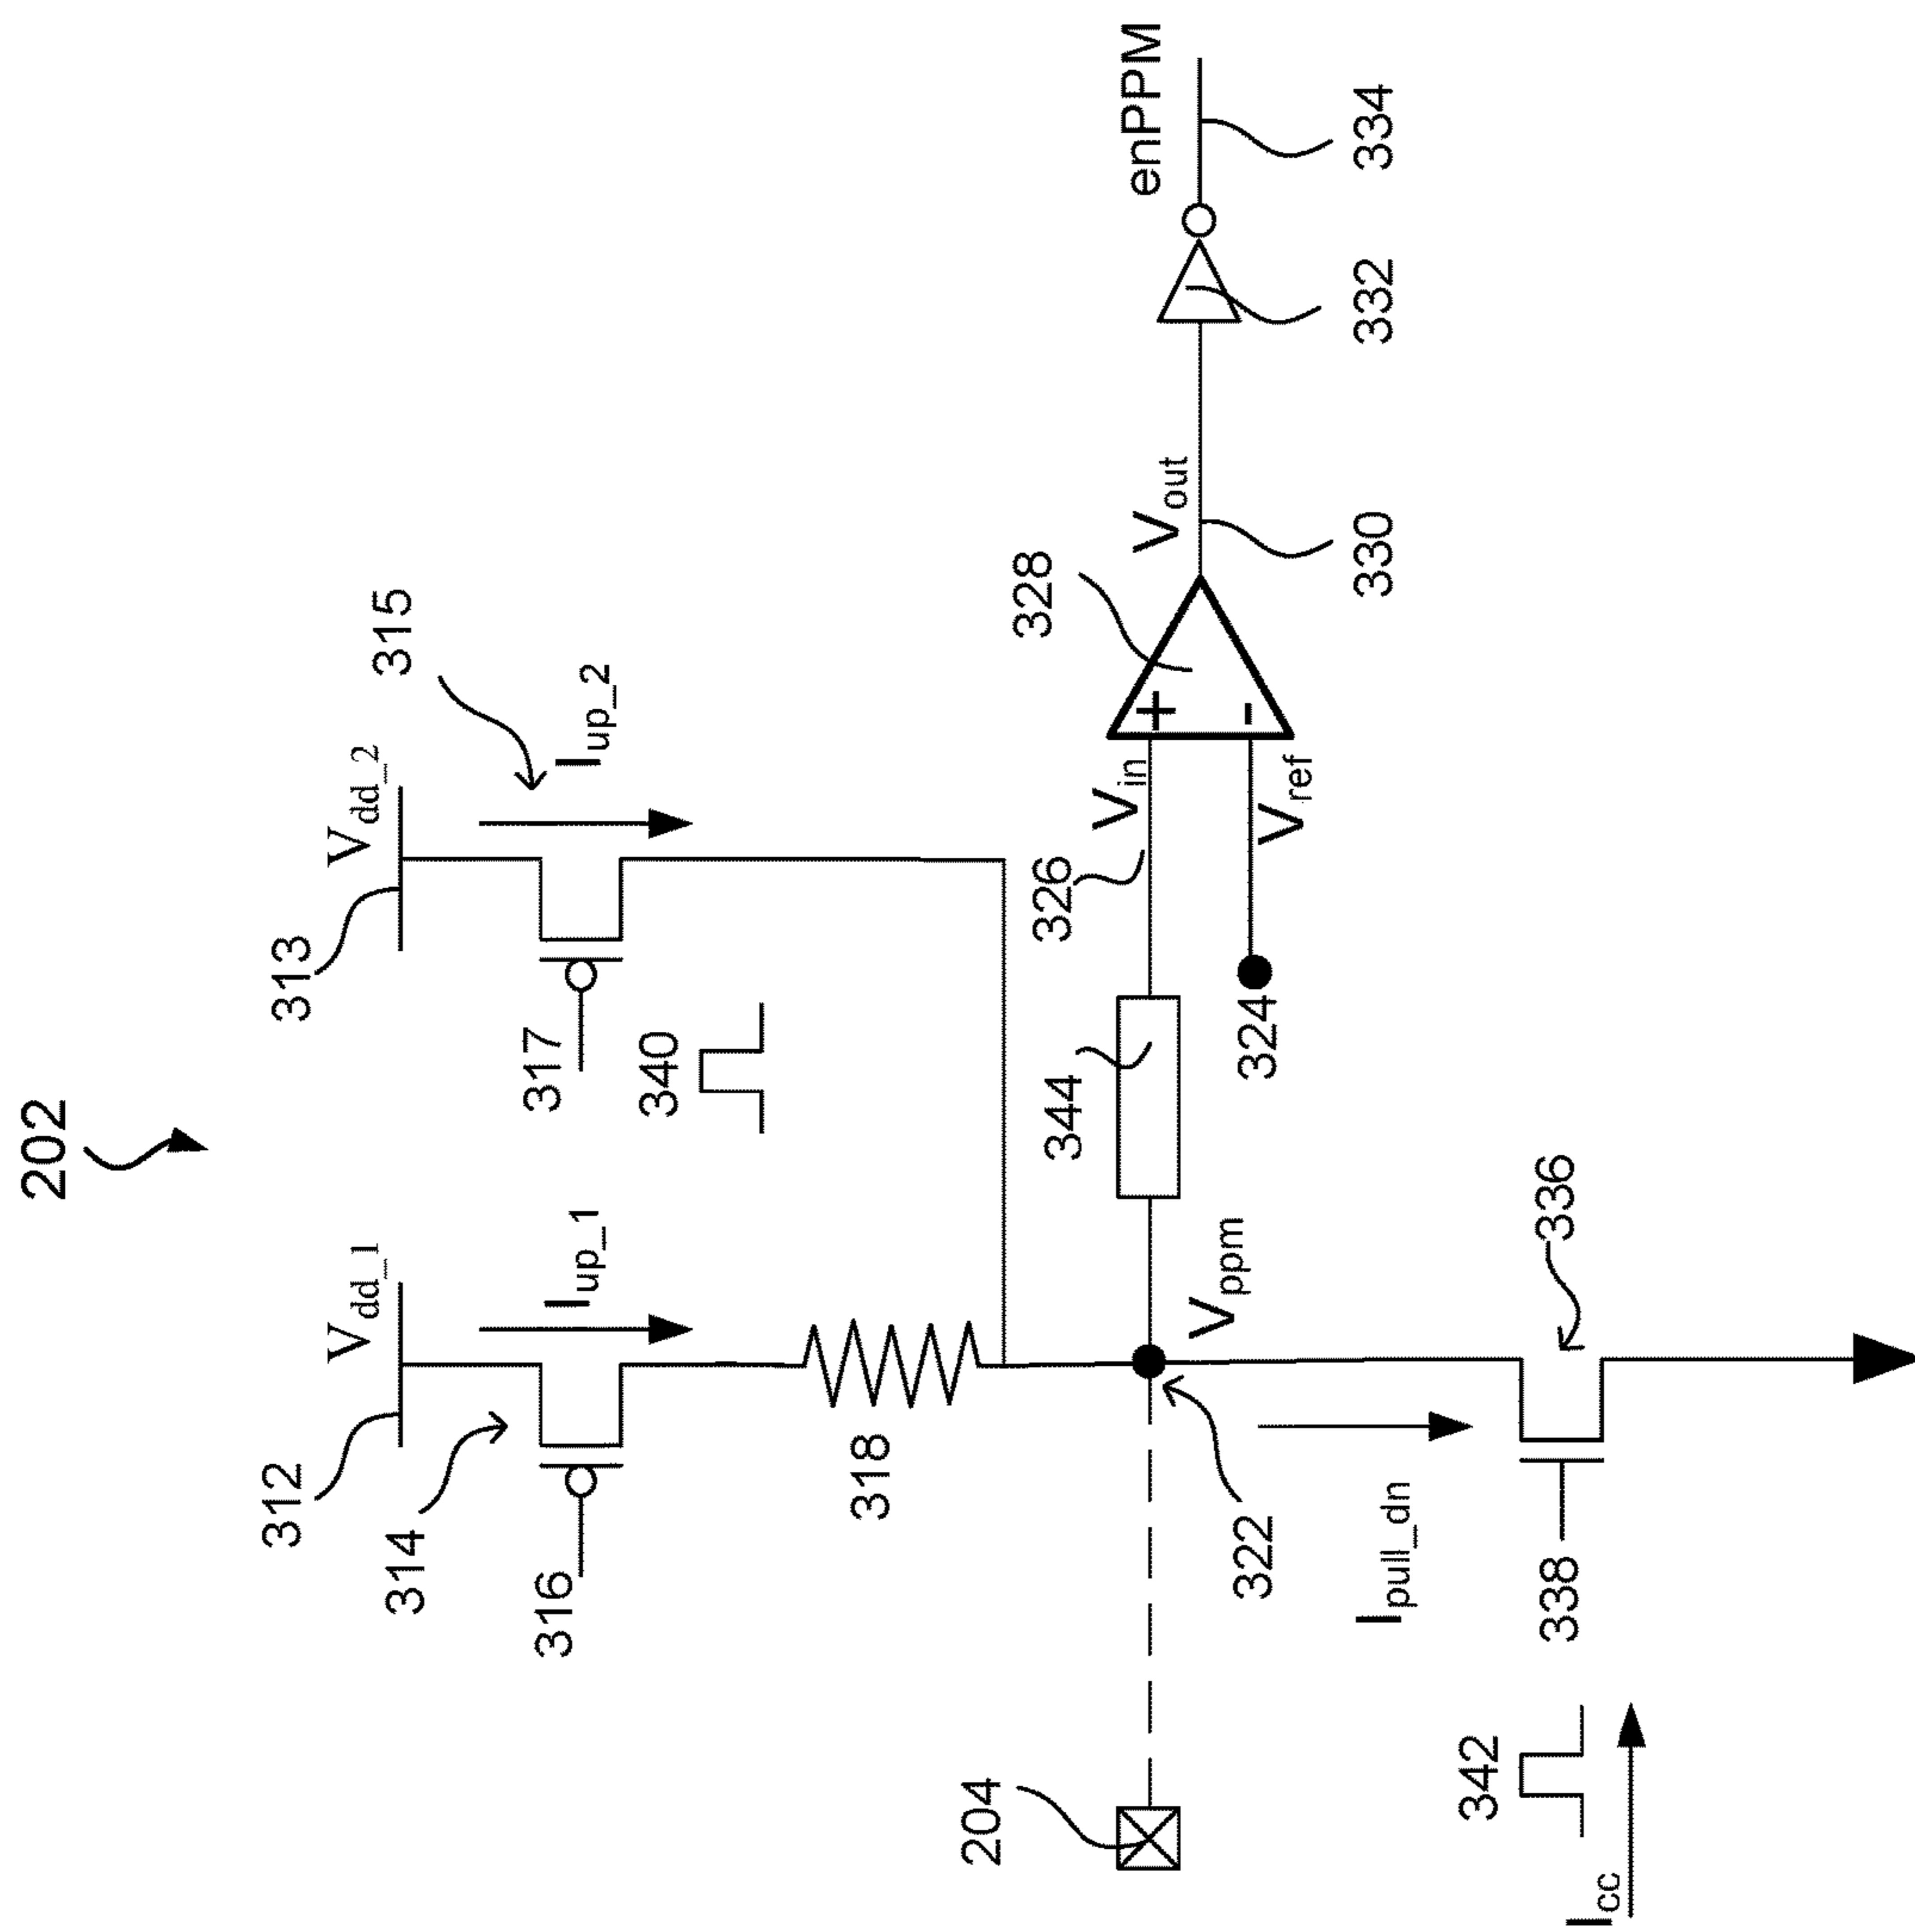 202
V_dd_1
V_dd_2
312
313
314
I_up_1
315
I_up_2
316
317
340
318
204
322
V_ppm
344
326
V_in
324
V_ref
328
+
-
V_out
330
332
enPPM
334
I_pull_dn
336
338
342
I_cc